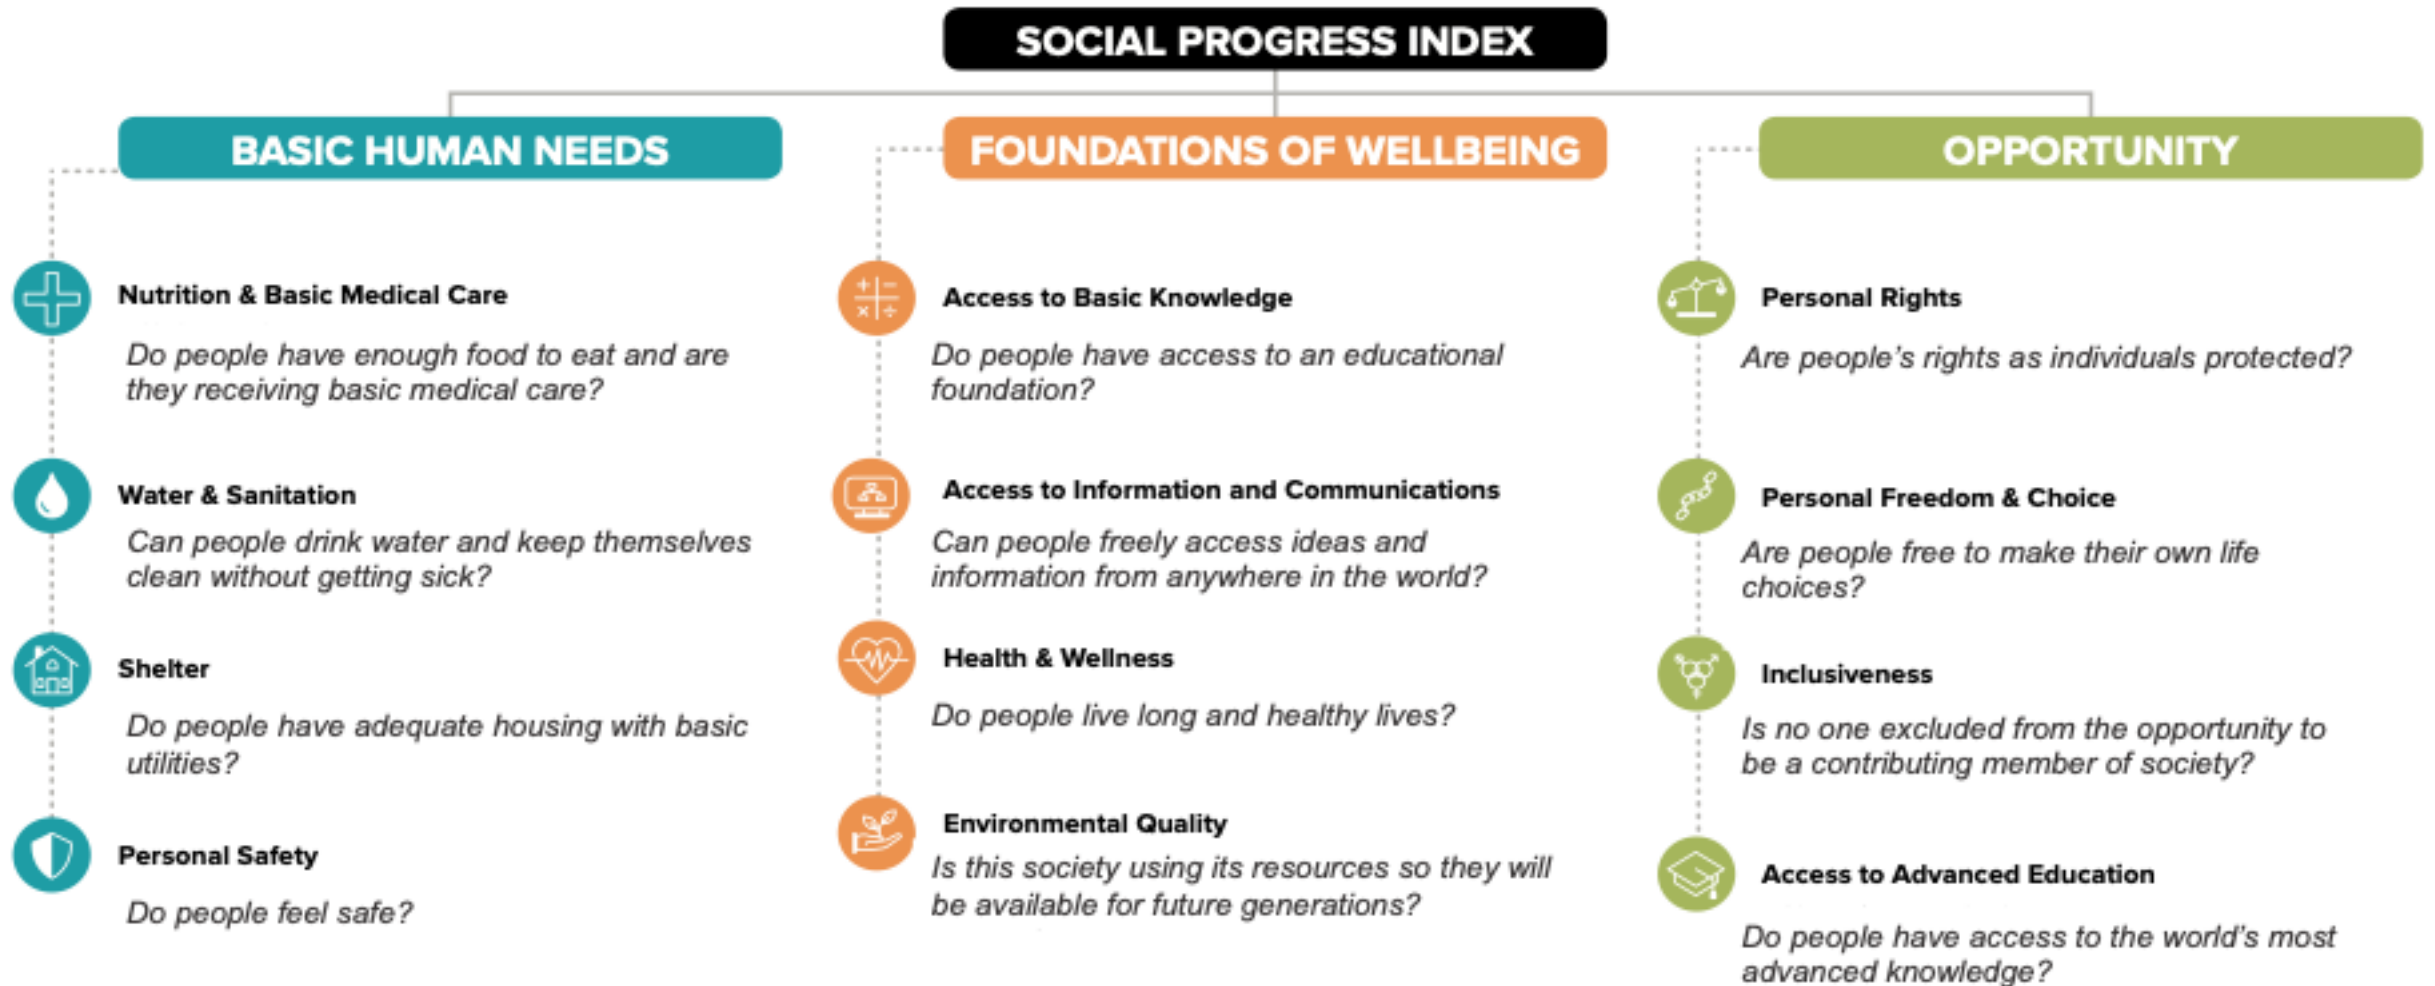 SOCIAL PROGRESS INDEX
BASIC HUMAN NEEDS
Nutrition & Basic Medical Care
Do people have enough food to eat and are
they receiving basic medical care?
Water & Sanitation
Can people drink water and keep themselves
clean without getting sick?
Shelter
Do people have adequate housing with basic
utilities?
Personal Safety
Do people feel safe?
FOUNDATIONS OF WELLBEING
Access to Basic Knowledge
Do people have access to an educational
foundation?
Access to Information and Communications
Can people freely access ideas and
information from anywhere in the world?
Health & Wellness
Do people live long and healthy lives?
Environmental Quality
Is this society using its resources so they will
be available for future generations?
OPPORTUNITY
Personal Rights
Are people's rights as individuals protected?
Personal Freedom & Choice
Are people free to make their own life
choices?
Inclusiveness
Is no one excluded from the opportunity to
be a contributing member of society?
Access to Advanced Education
Do people have access to the world's most
advanced knowledge?